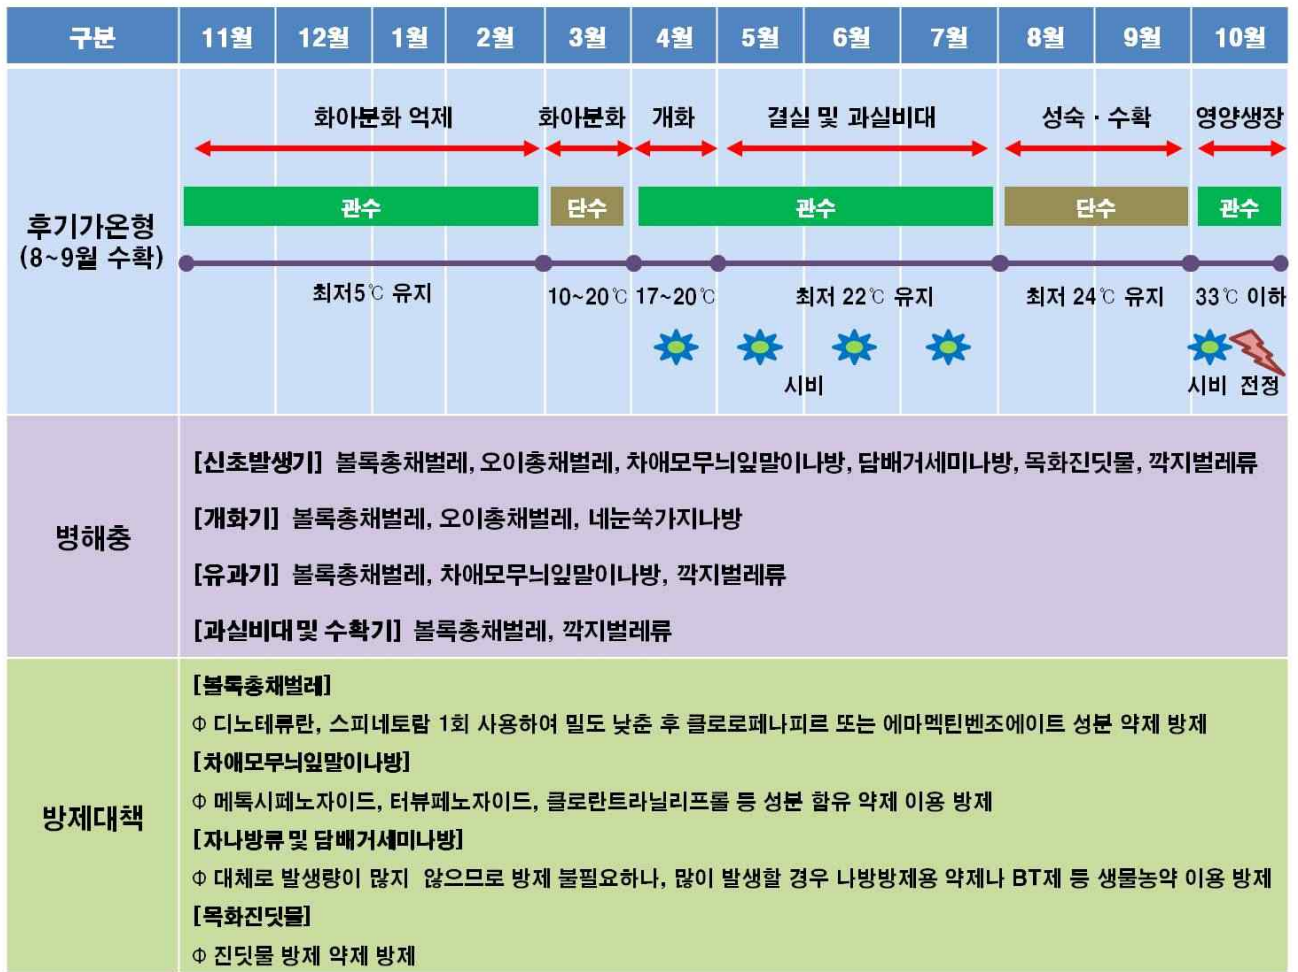 구분 11월 12월 1월 2월 3월 4월 5월 6월 7월 8월 9월 10월
화아분화 억제 화아분화 개화 결실 및 과실비대 성숙 · 수확 영양생장
관수 단수 관수 단수 관수
후기가온형
(8~9월 수확)
최저5℃ 유지 10~20℃ 17~20℃ 최저 22℃ 유지 최저 24℃ 유지 33℃ 이하
시비 시비 전정
병해충
[신초발생기] 볼록총채벌레, 오이총채벌레, 차애모무늬잎말이나방, 담배거세미나방, 목화진딧물, 깍지벌레류
[개화기] 볼록총채벌레, 오이총채벌레, 네눈쑥가지나방
[유과기] 볼록총채벌레, 차애모무늬잎말이나방, 깍지벌레류
[과실비대 및 수확기] 볼록총채벌레, 깍지벌레류
방제대책
[볼록총채벌레]
Φ 디노테퓨란, 스피네토람 1회 사용하여 밀도 낮춘 후 클로로페나피르 또는 에마멕틴벤조에이트 성분 약제 방제
[차애모무늬잎말이나방]
Φ 메톡시페노자이드, 터뷰페노자이드, 클로란트라닐리프롤 등 성분 함유 약제 이용 방제
[자나방류 및 담배거세미나방]
Φ 대체로 발생량이 많지 않으므로 방제 불필요하나, 많이 발생할 경우 나방방제용 약제나 BT제 등 생물농약 이용 방제
[목화진딧물]
Φ 진딧물 방제 약제 방제